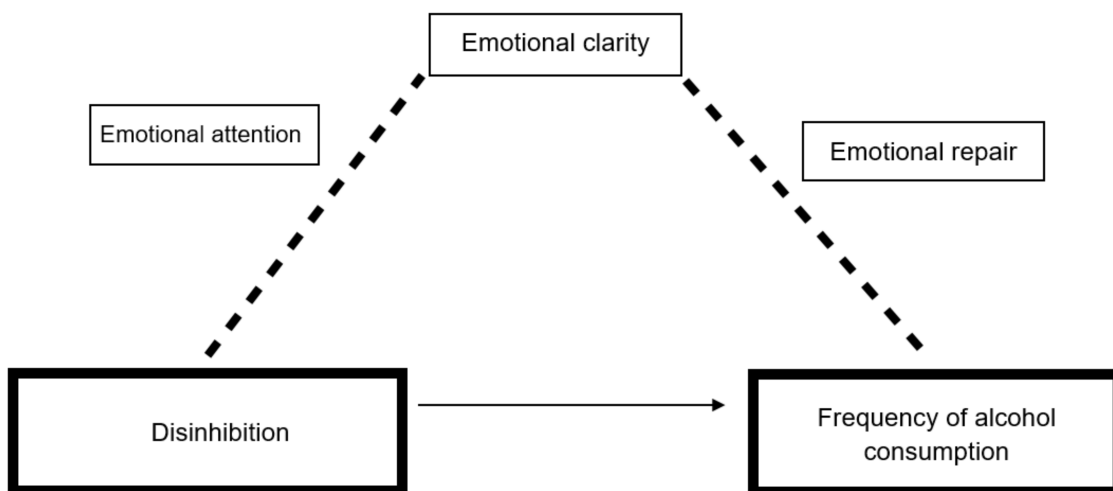 Emotional clarity
Emotional attention
Emotional repair
Disinhibition
Frequency of alcohol
consumption